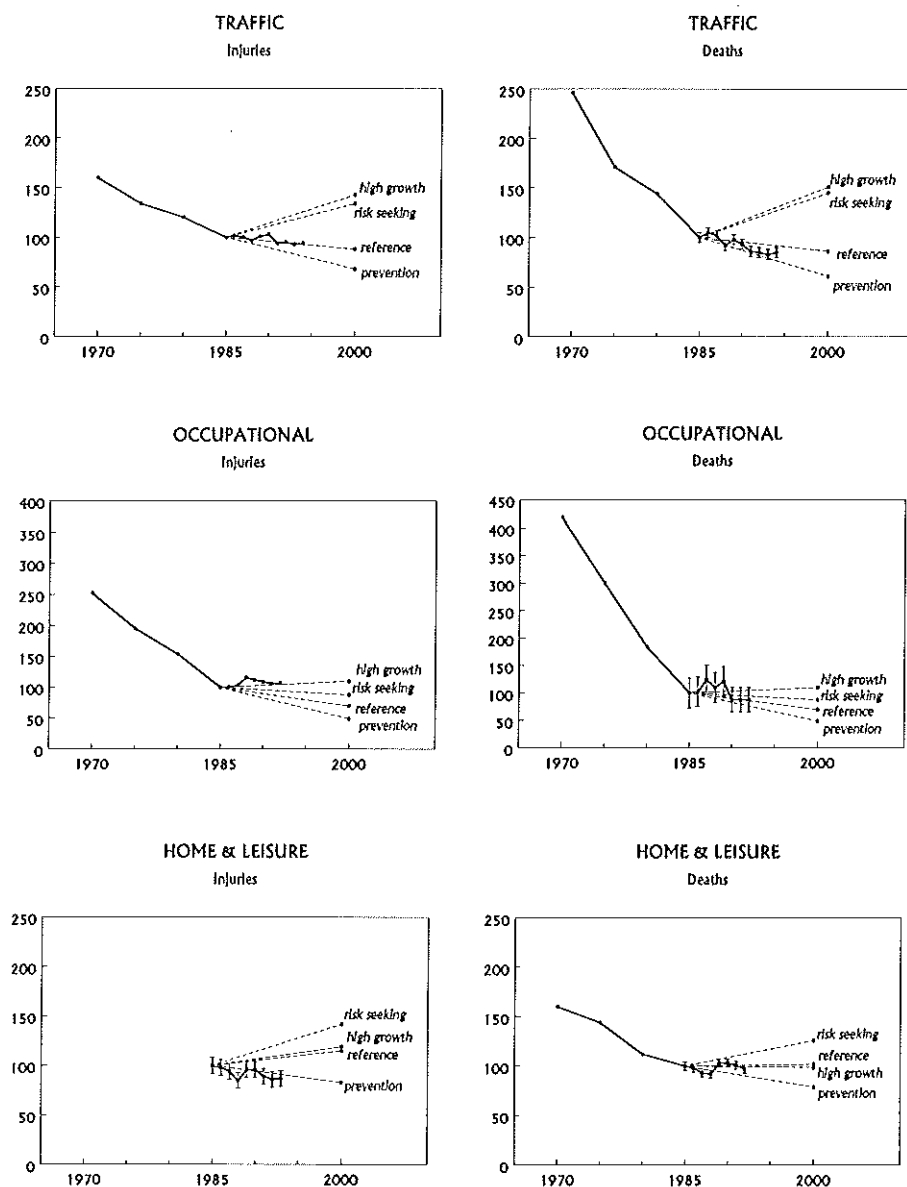 TRAFFIC
Injuries
250
200
150
100
50
0
high growth
risk seeking
reference
prevention
1970 1985 2000
TRAFFIC
Deaths
250
200
150
100
50
0
high growth
risk seeking
reference
prevention
1970 1985 2000
OCCUPATIONAL
Injuries
400
350
300
250
200
150
100
50
0
high growth
risk seeking
reference
prevention
1970 1985 2000
OCCUPATIONAL
Deaths
450
400
350
300
250
200
150
100
50
0
high growth
risk seeking
reference
prevention
1970 1985 2000
HOME & LEISURE
Injuries
250
200
150
100
50
0
risk seeking
high growth
reference
prevention
1970 1985 2000
HOME & LEISURE
Deaths
250
200
150
100
50
0
risk seeking
reference
high growth
prevention
1970 1985 2000